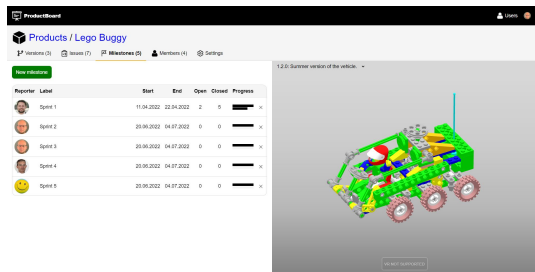 ProductBoard
Users
Products / Lego Buggy
Versions (3) Issues (7) Milestones (5) Members (4) Settings
New milestone
1.2.0: Summer version of the vehicle.
Reporter Label Start End Open Closed Progress
Sprint 1 11.04.2022 22.04.2022 2 5 ×
Sprint 2 20.06.2022 04.07.2022 0 0 ×
Sprint 3 20.06.2022 04.07.2022 0 0 ×
Sprint 4 20.06.2022 04.07.2022 0 0 ×
Sprint 5 20.06.2022 04.07.2022 0 0 ×
VR NOT SUPPORTED